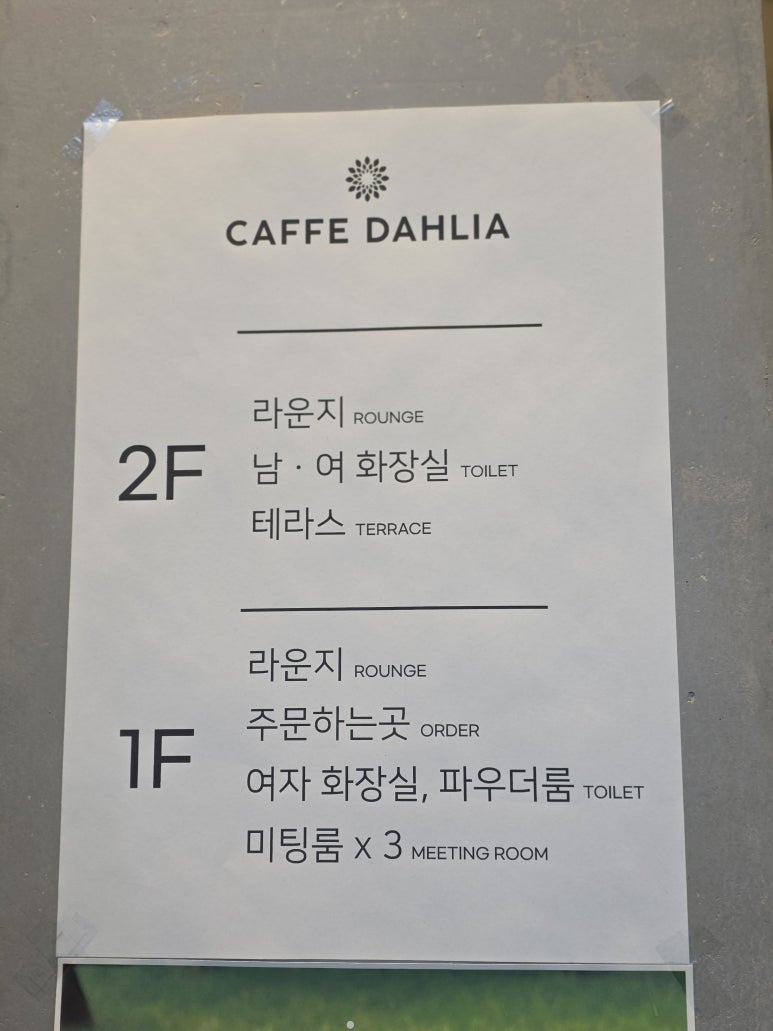 CAFFE DAHLIA
2F
라운지 ROUNGE
남 · 여 화장실 TOILET
테라스 TERRACE
1F
라운지 ROUNGE
주문하는곳 ORDER
여자 화장실, 파우더룸 TOILET
미팅룸 x 3 MEETING ROOM